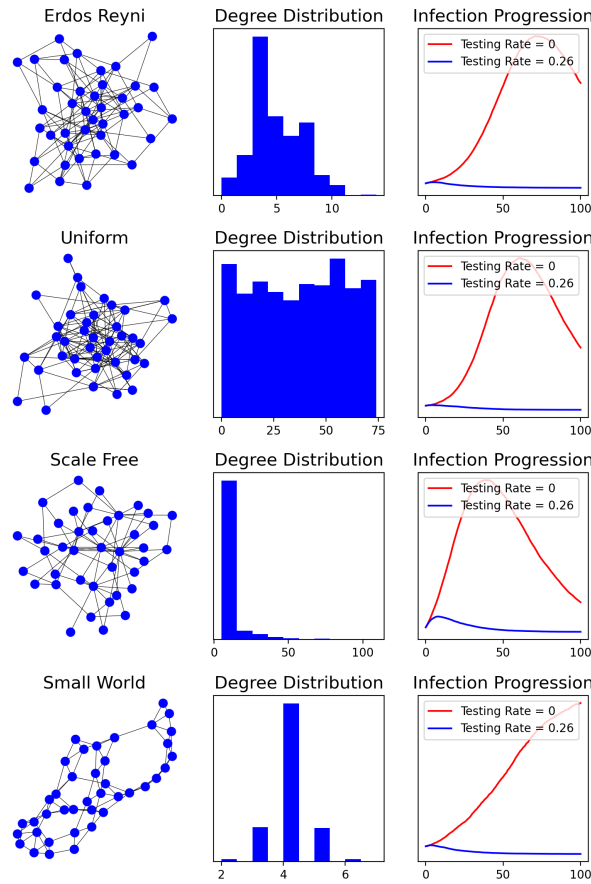 Erdos Reyni
Degree Distribution
Infection Progression
Testing Rate = 0
Testing Rate = 0.26
0 5 10
0 50 100
Uniform
Degree Distribution
Infection Progression
Testing Rate = 0
Testing Rate = 0.26
0 25 50 75
0 50 100
Scale Free
Degree Distribution
Infection Progression
Testing Rate = 0
Testing Rate = 0.26
0 50 100
0 50 100
Small World
Degree Distribution
Infection Progression
Testing Rate = 0
Testing Rate = 0.26
2 4 6
0 50 100